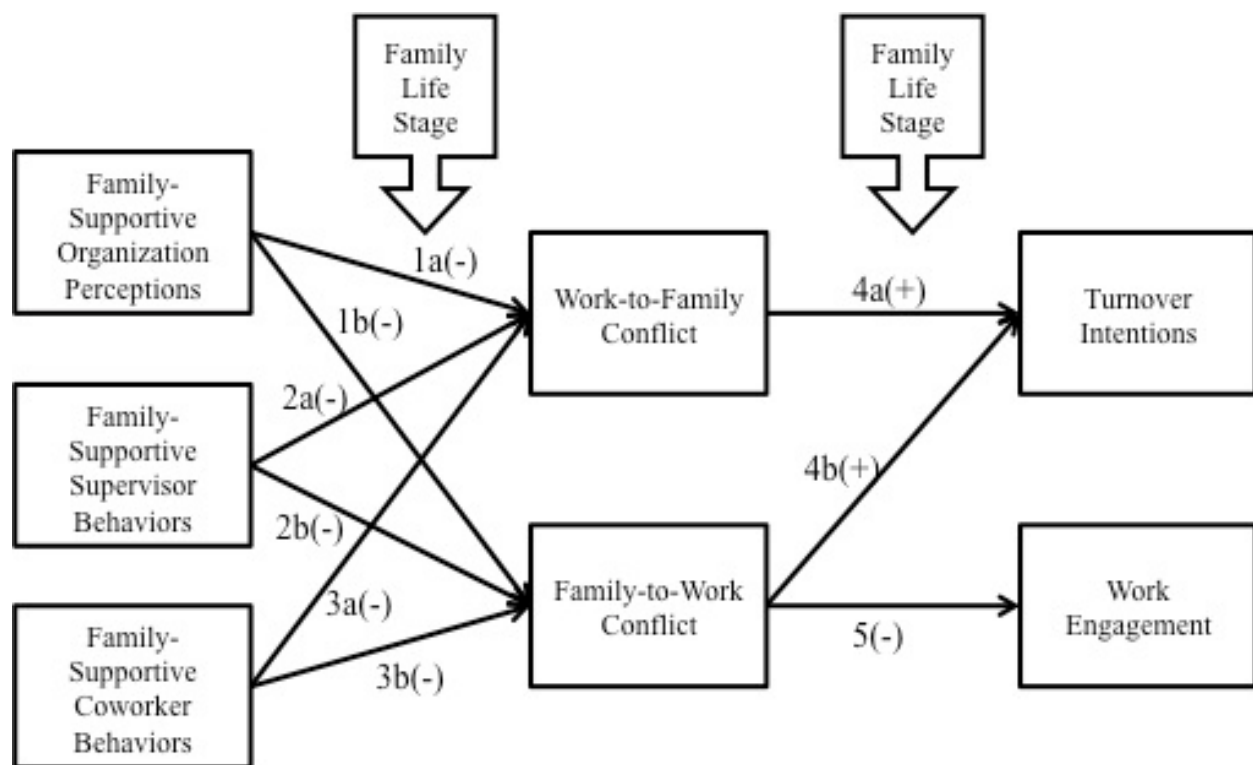 Family
Life
Stage
Family
Life
Stage
Family-
Supportive
Organization
Perceptions
1a(-)
1b(-)
Work-to-Family
Conflict
4a(+)
Turnover
Intentions
Family-
Supportive
Supervisor
Behaviors
2a(-)
2b(-)
4b(+)
Family-
Supportive
Coworker
Behaviors
3a(-)
3b(-)
Family-to-Work
Conflict
5(-)
Work
Engagement